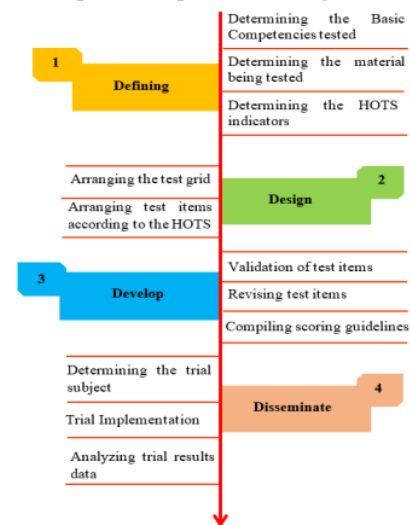 1
Defining
Determining the Basic
Competencies tested
Determining the material
being tested
Determining the HOTS
indicators
Arranging the test grid
Arranging test items
according to the HOTS
2
Design
3
Develop
Validation of test items
Revising test items
Compiling scoring guidelines
Determining the trial
subject
Trial Implementation
Analyzing trial results
data
4
Disseminate